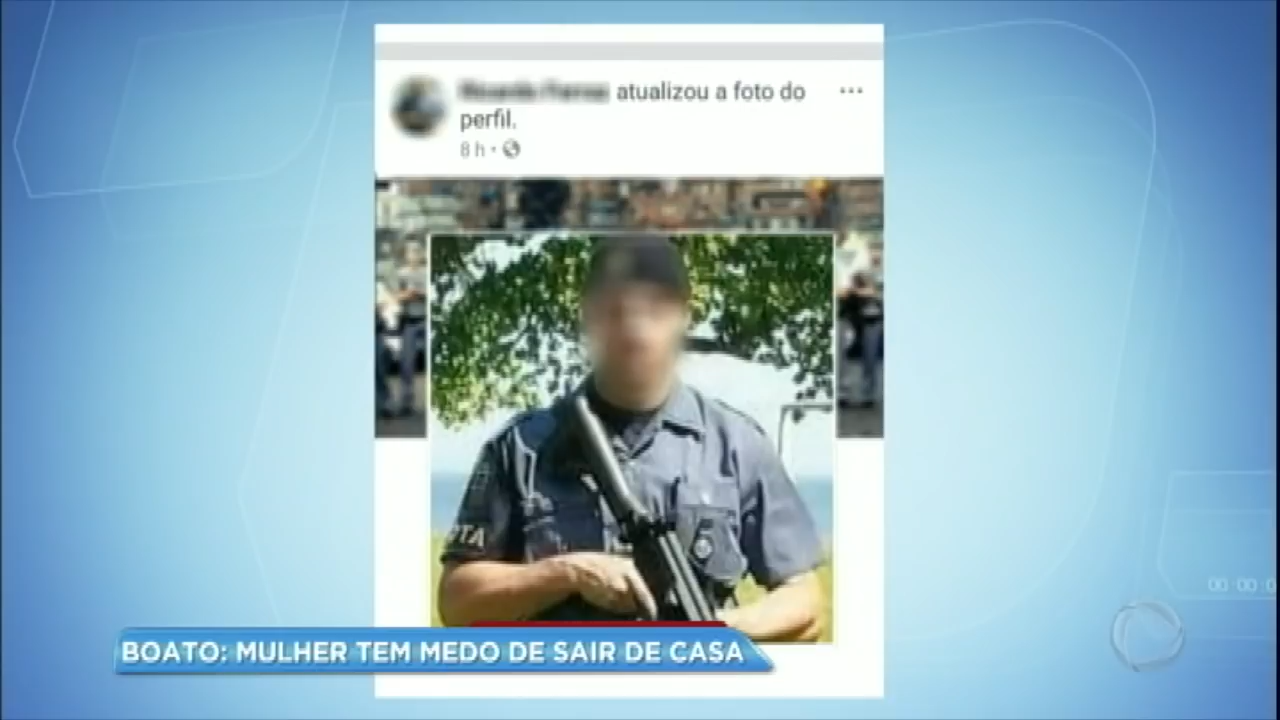 atualizou a foto do
perfil.
8 h
BOATO: MULHER TEM MEDO DE SAIR DE CASA